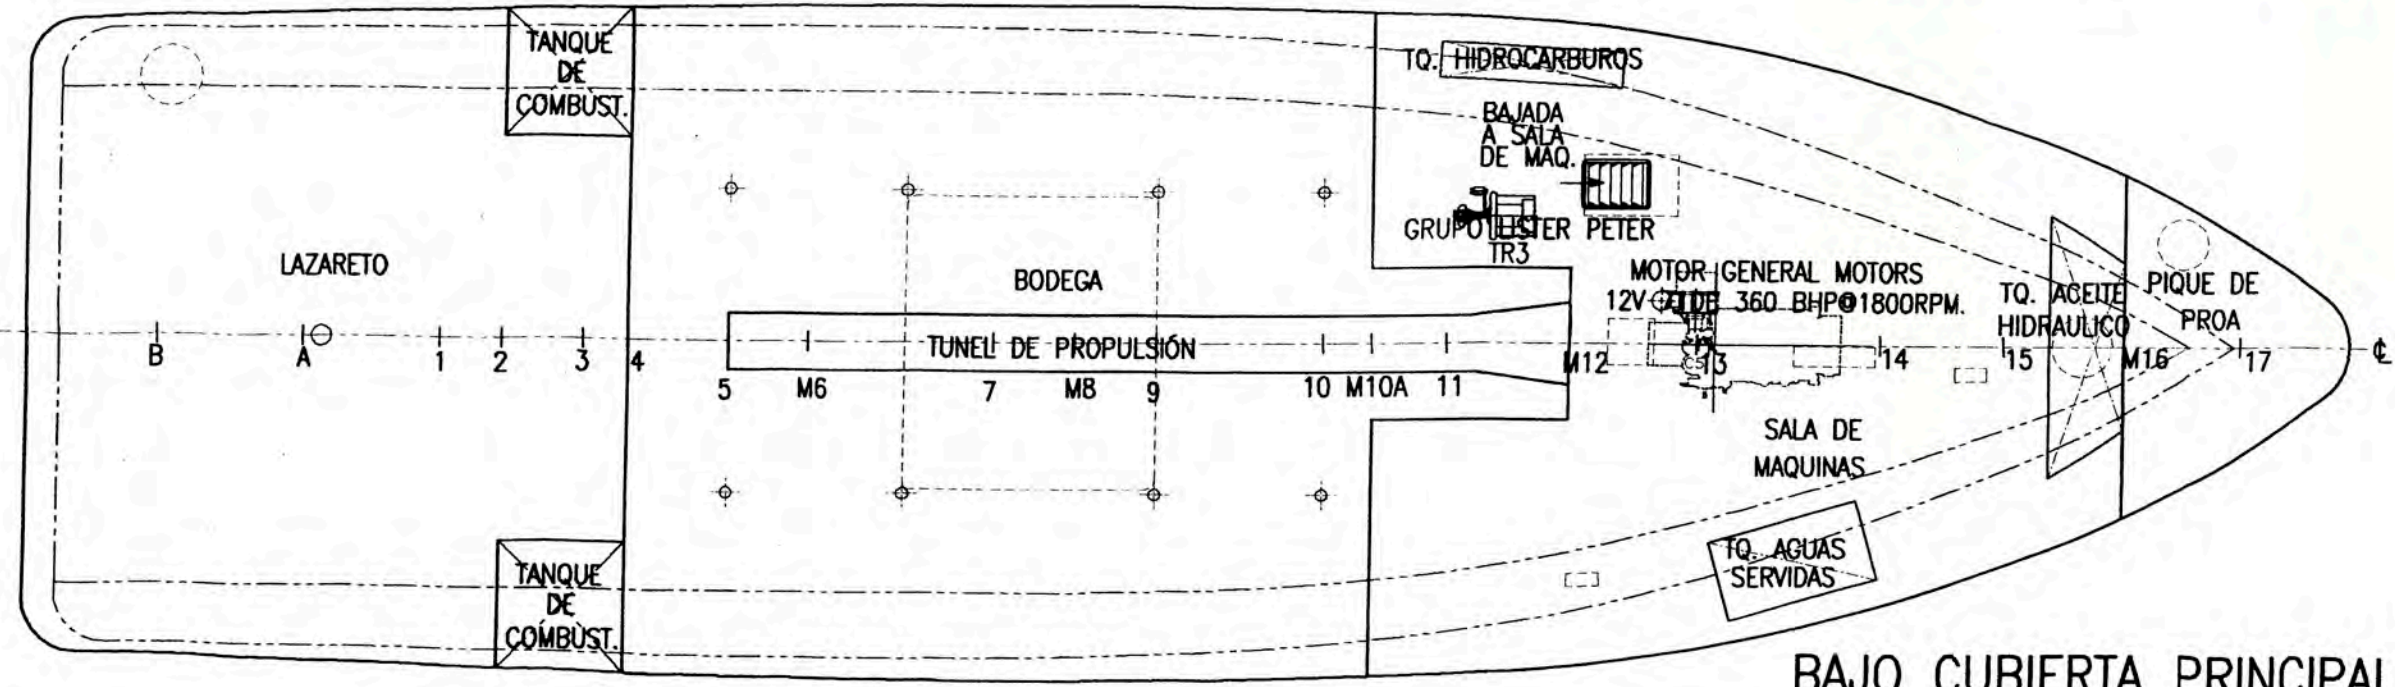 TANQUE
DE
COMBUST.
TQ. HIDROCARBUROS
BAJADA
A SALA
DE MAQ.
GRUPO LISTER PETER
TR3
LAZARETO
BODEGA
MOTOR GENERAL MOTORS
12V 71DE 360 BHP@1800RPM.
TQ. ACEITE
HIDRAULICO
PIQUE DE
PROA
TUNEL DE PROPULSIÓN
B A 1 2 3 4 5 M6 7 M8 9 10 M10A 11 M12 13 14 15 M16 17 ℄
C5
SALA DE
MAQUINAS
TANQUE
DE
COMBUST.
TQ. AGUAS
SERVIDAS
BAJO CUBIERTA PRINCIPAL